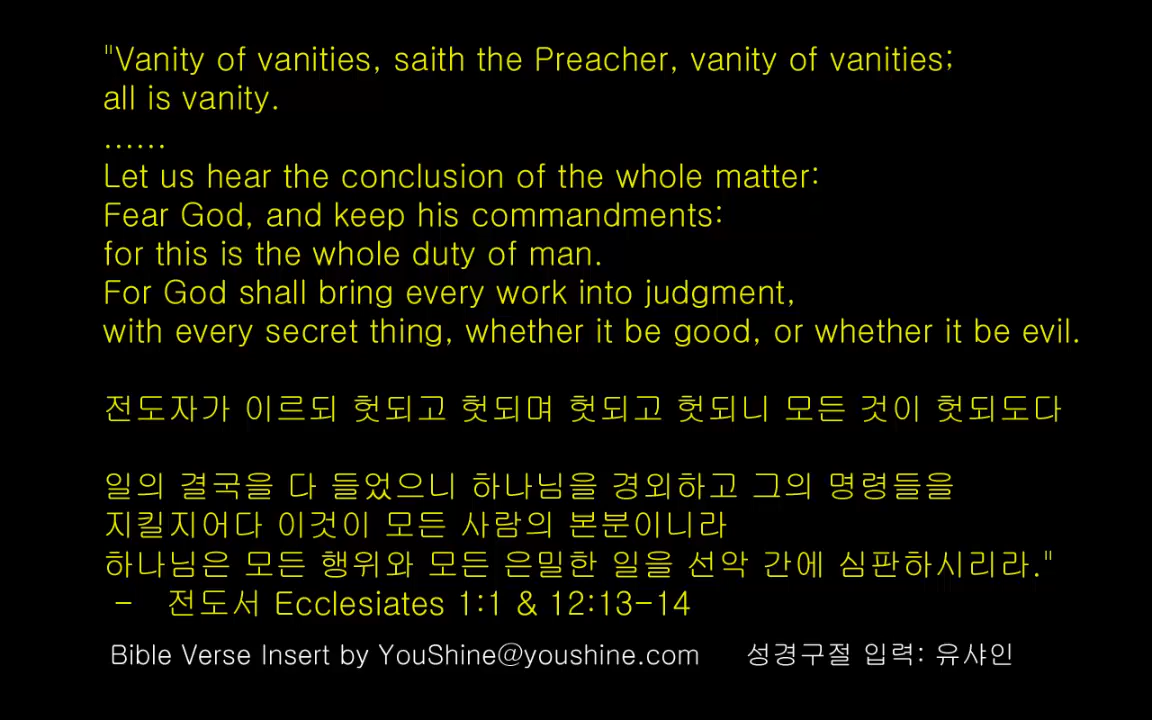 "Vanity of vanities, saith the Preacher, vanity of vanities;
all is vanity.
......
Let us hear the conclusion of the whole matter:
Fear God, and keep his commandments:
for this is the whole duty of man.
For God shall bring every work into judgment,
with every secret thing, whether it be good, or whether it be evil.
전도자가 이르되 헛되고 헛되며 헛되고 헛되니 모든 것이 헛되도다
일의 결국을 다 들었으니 하나님을 경외하고 그의 명령들을
지킬지어다 이것이 모든 사람의 본분이니라
하나님은 모든 행위와 모든 은밀한 일을 선악 간에 심판하시리라."
- 전도서 Ecclesiates 1:1 & 12:13-14
Bible Verse Insert by YouShine@youshine.com 성경구절 입력: 유샤인